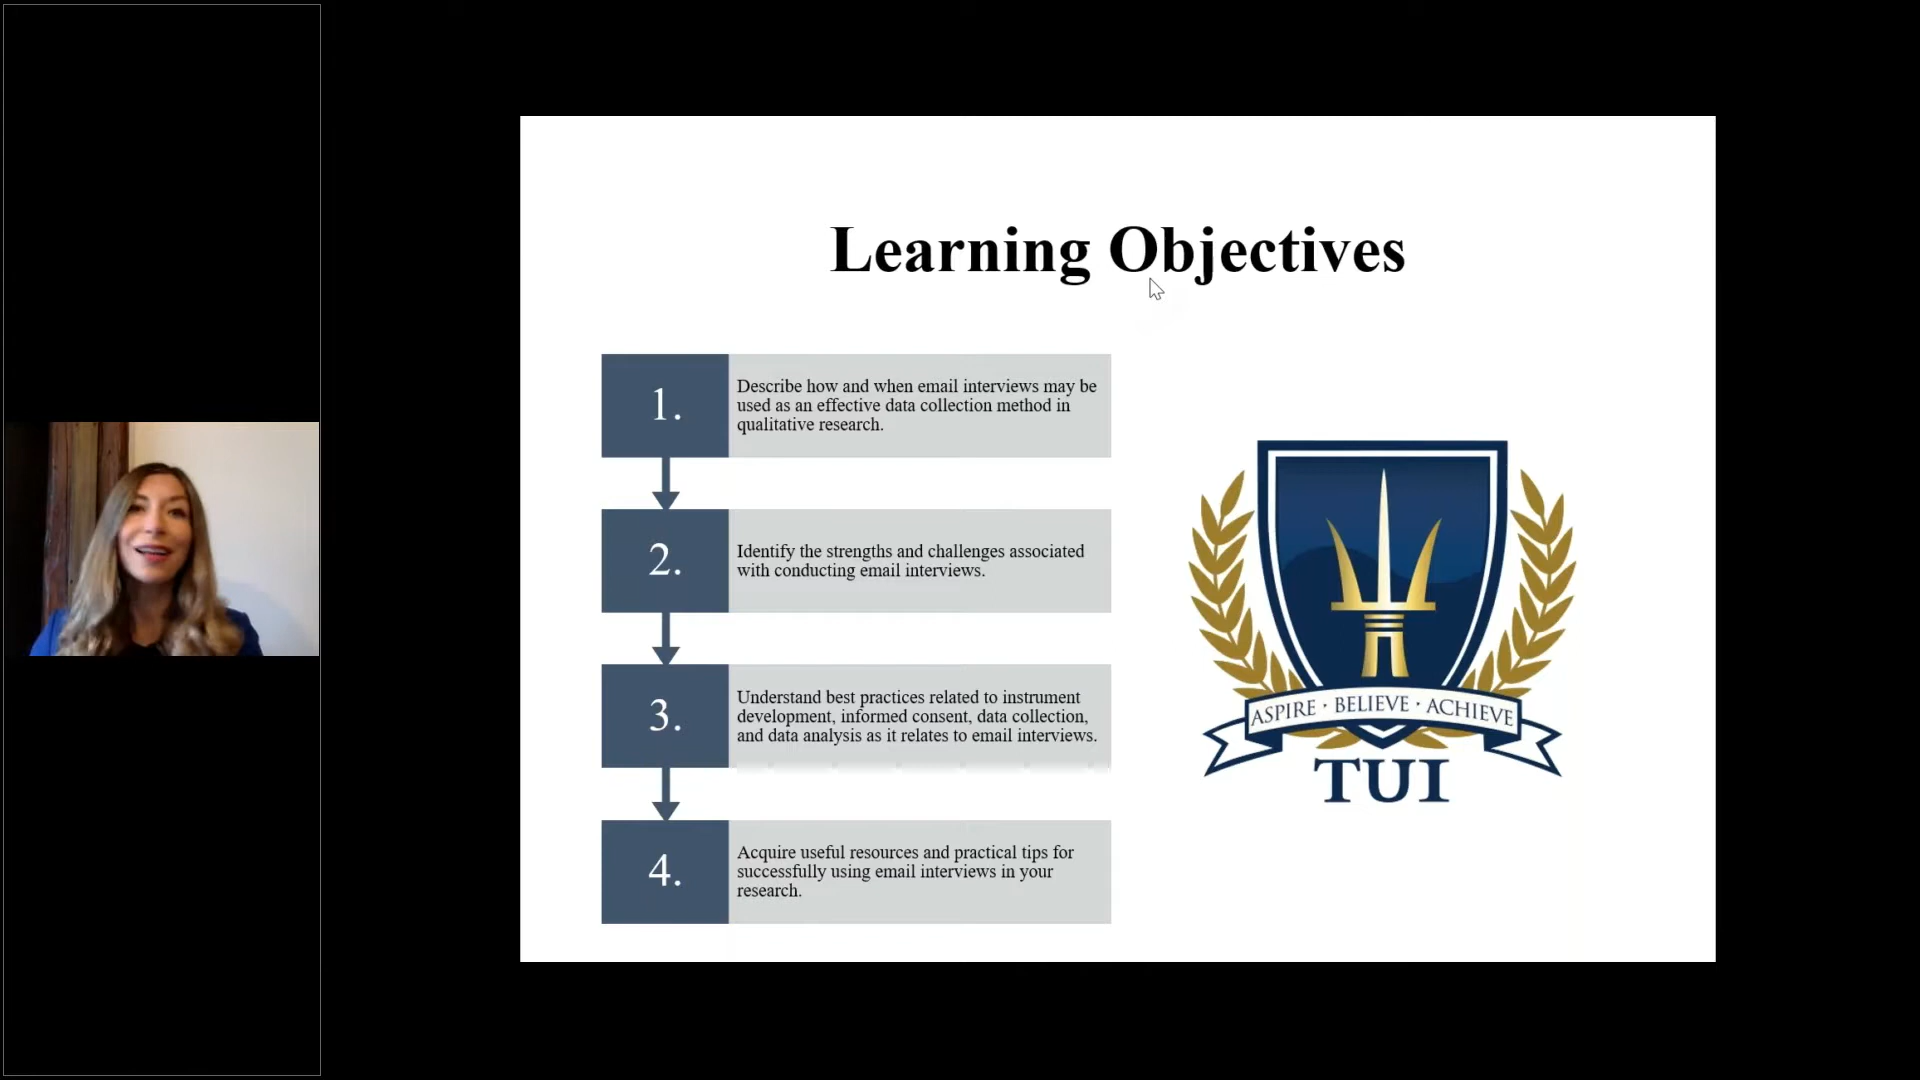 Learning Objectives
1.
Describe how and when email interviews may be
used as an effective data collection method in
qualitative research.
2.
Identify the strengths and challenges associated
with conducting email interviews.
3.
Understand best practices related to instrument
development, informed consent, data collection,
and data analysis as it relates to email interviews.
4.
Acquire useful resources and practical tips for
successfully using email interviews in your
research.
ASPIRE · BELIEVE · ACHIEVE
TUI